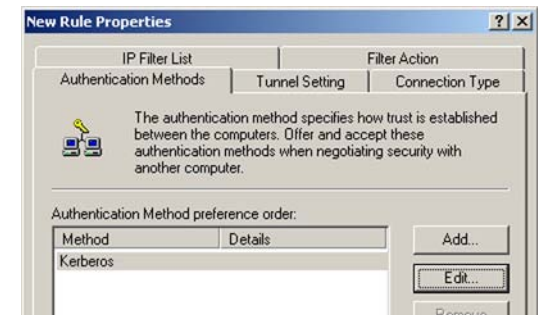 New Rule Properties
IP Filter List Filter Action
Authentication Methods Tunnel Setting Connection Type
The authentication method specifies how trust is established
between the computers. Offer and accept these
authentication methods when negotiating security with
another computer.
Authentication Method preference order:
Method Details Add...
Kerberos
Edit...
Remove